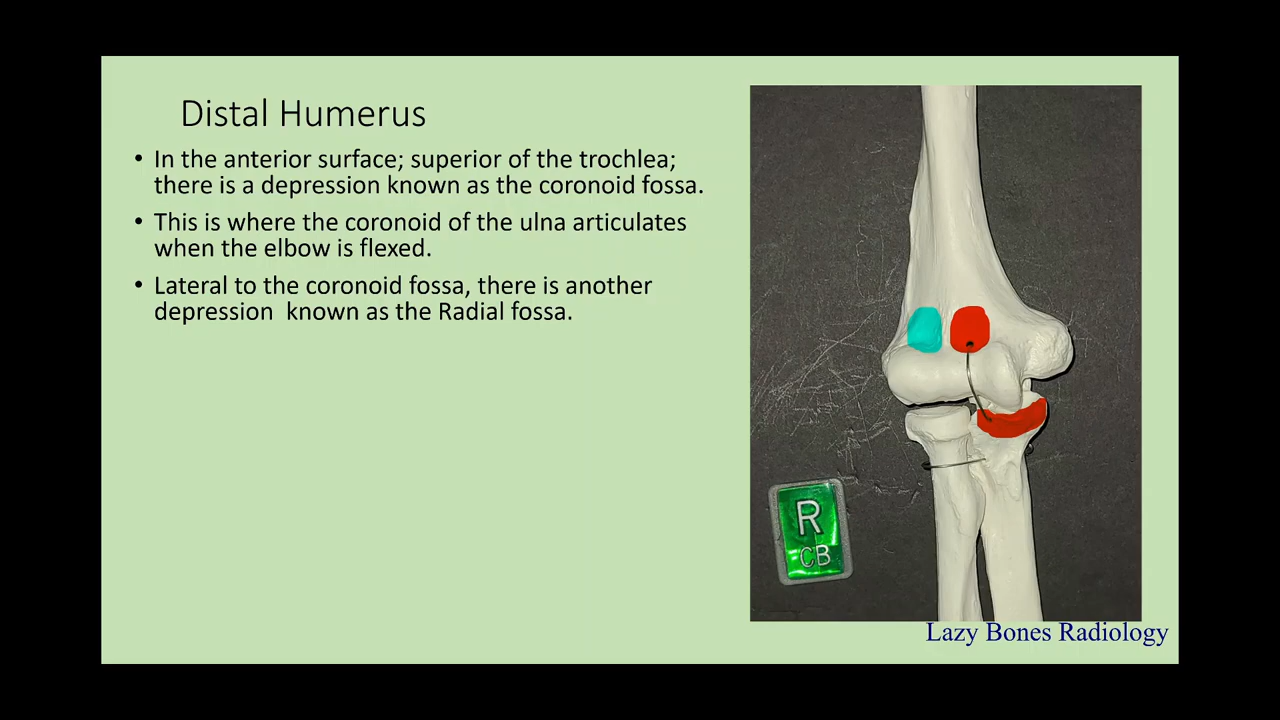 Distal Humerus
• In the anterior surface; superior of the trochlea;
there is a depression known as the coronoid fossa.
• This is where the coronoid of the ulna articulates
when the elbow is flexed.
• Lateral to the coronoid fossa, there is another
depression  known as the Radial fossa.
R
CB
Lazy Bones Radiology